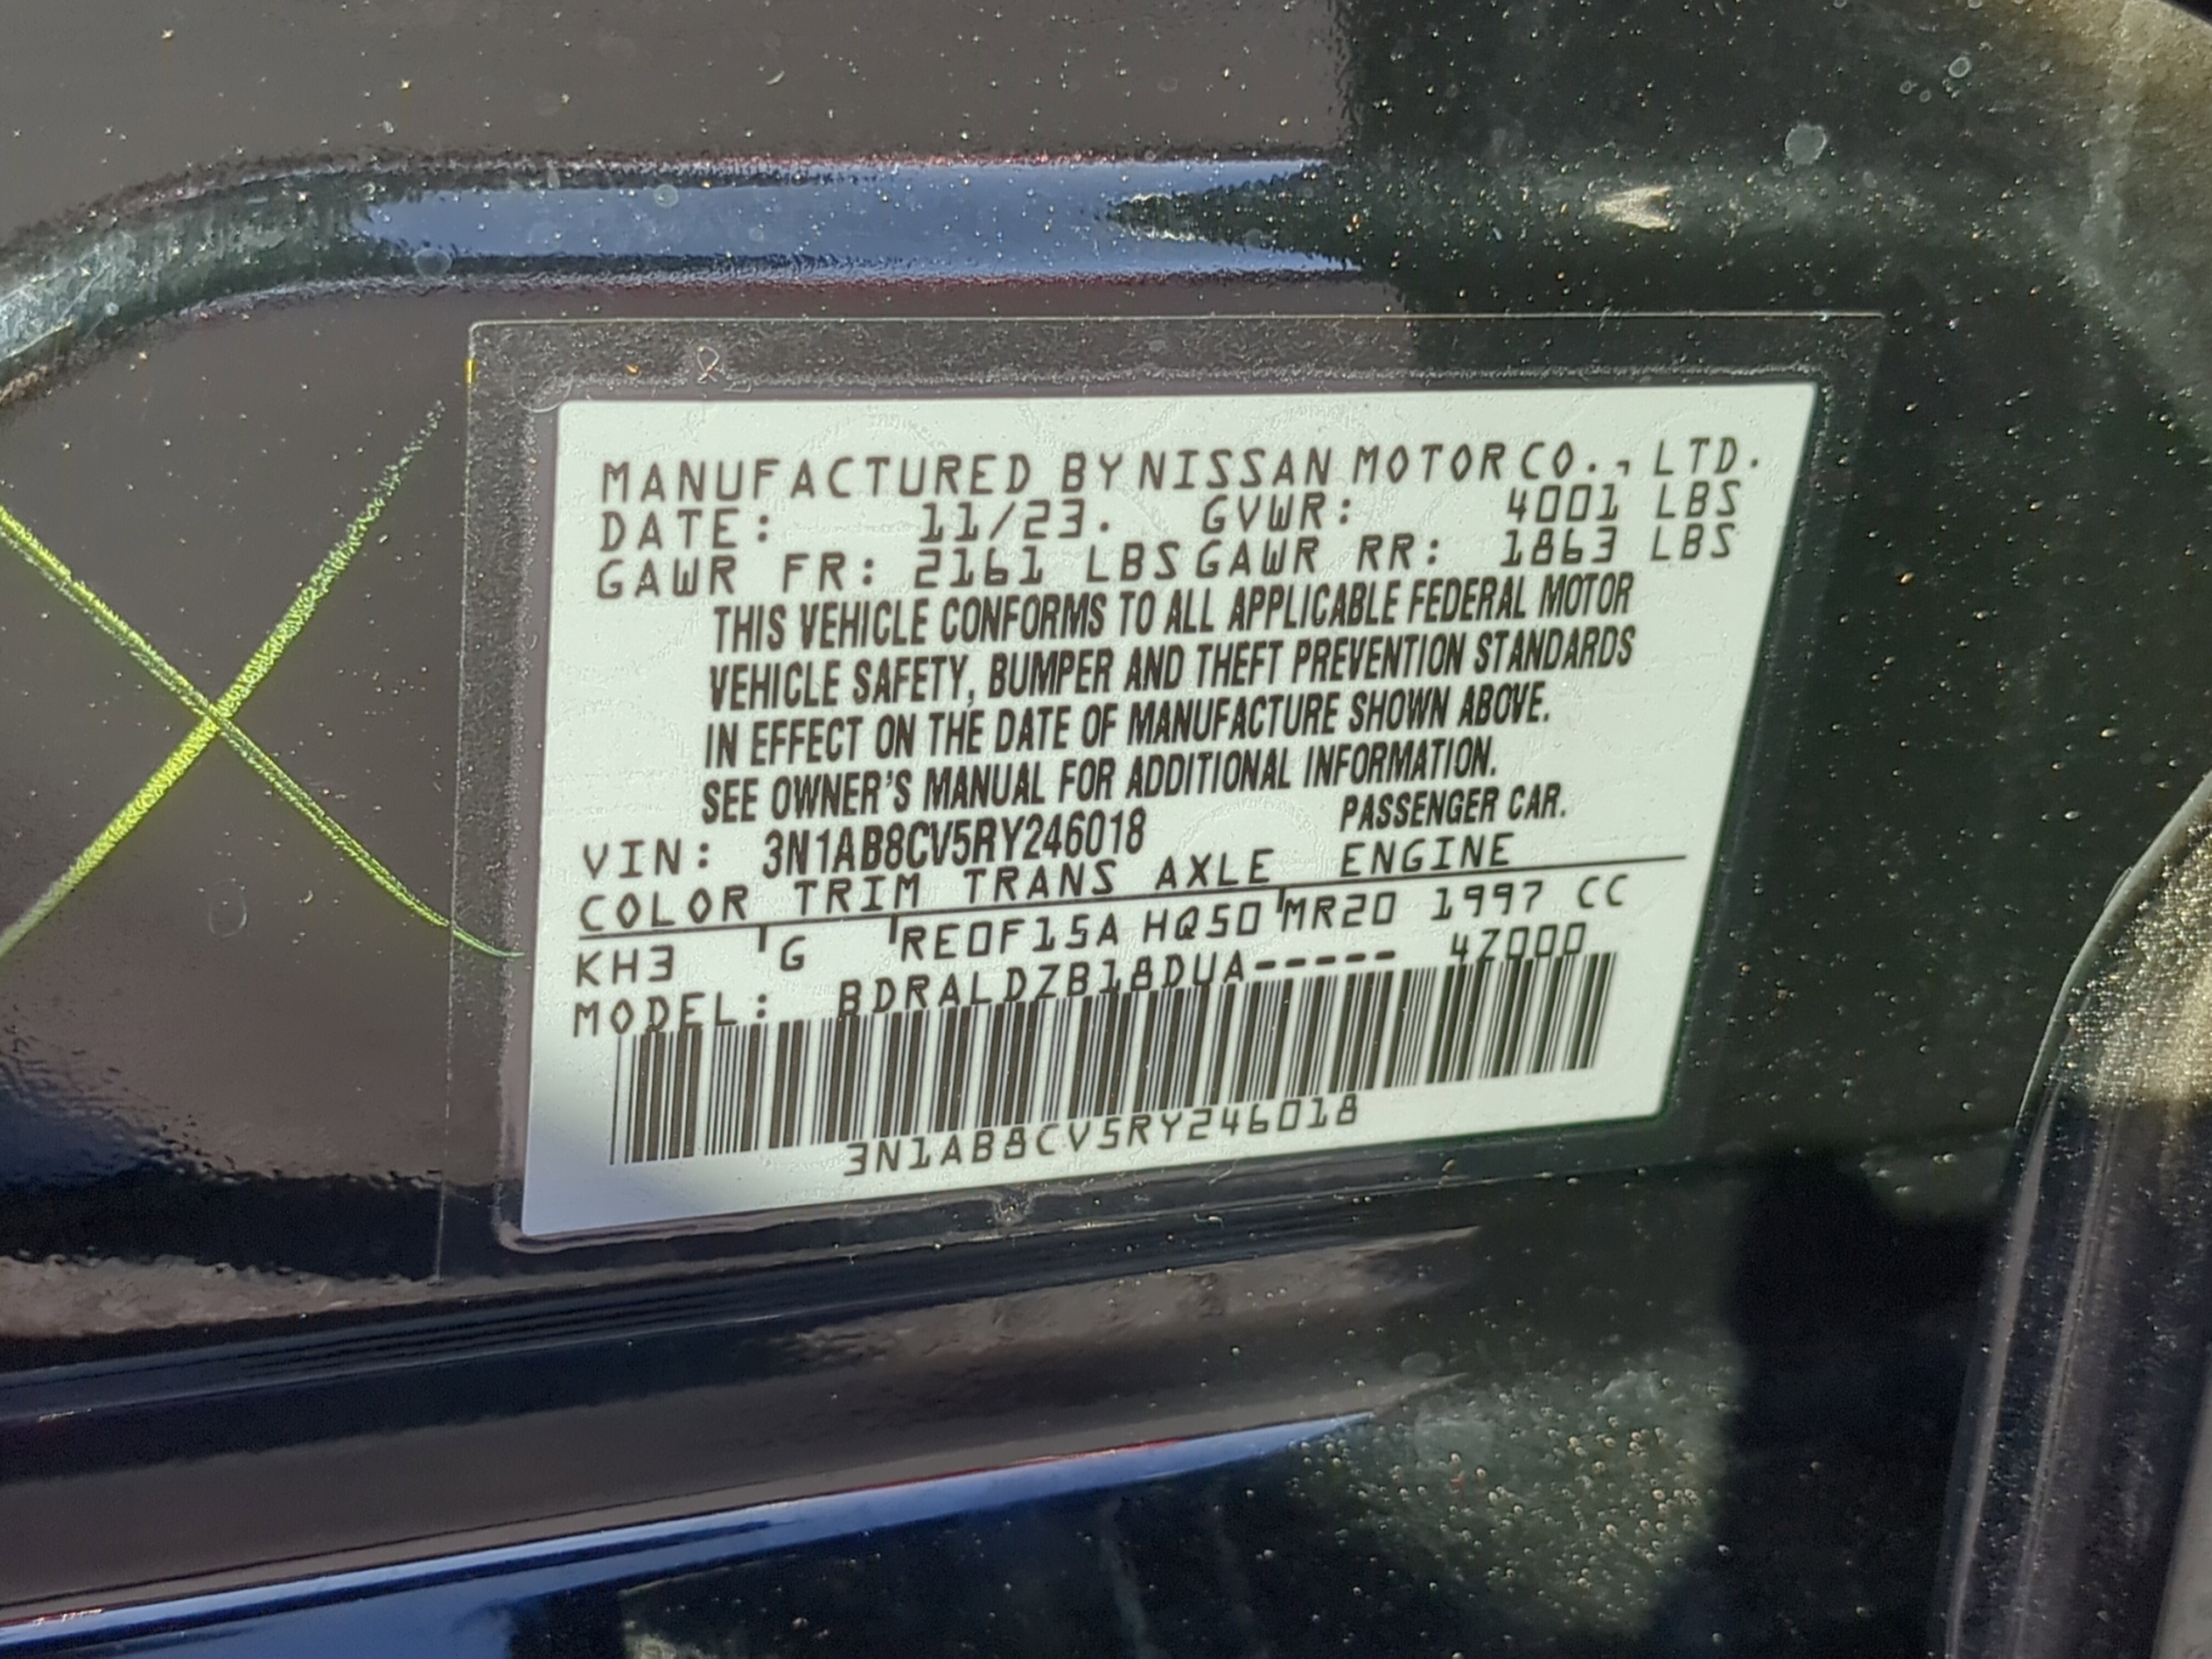 MANUFACTURED BY NISSAN MOTOR CO., LTD.
DATE: 11/23. GVWR: 4001 LBS
GAWR FR: 2161 LBS GAWR RR: 1863 LBS
THIS VEHICLE CONFORMS TO ALL APPLICABLE FEDERAL MOTOR
VEHICLE SAFETY, BUMPER AND THEFT PREVENTION STANDARDS
IN EFFECT ON THE DATE OF MANUFACTURE SHOWN ABOVE.
SEE OWNER'S MANUAL FOR ADDITIONAL INFORMATION.
VIN: 3N1AB8CV5RY246018 PASSENGER CAR.
COLOR TRIM TRANS AXLE ENGINE
KH3 G RE0F15A HQ50 MR20 1997 CC
MODEL: BDRALDZB18DUA----- 4Z000
3N1AB8CV5RY246018